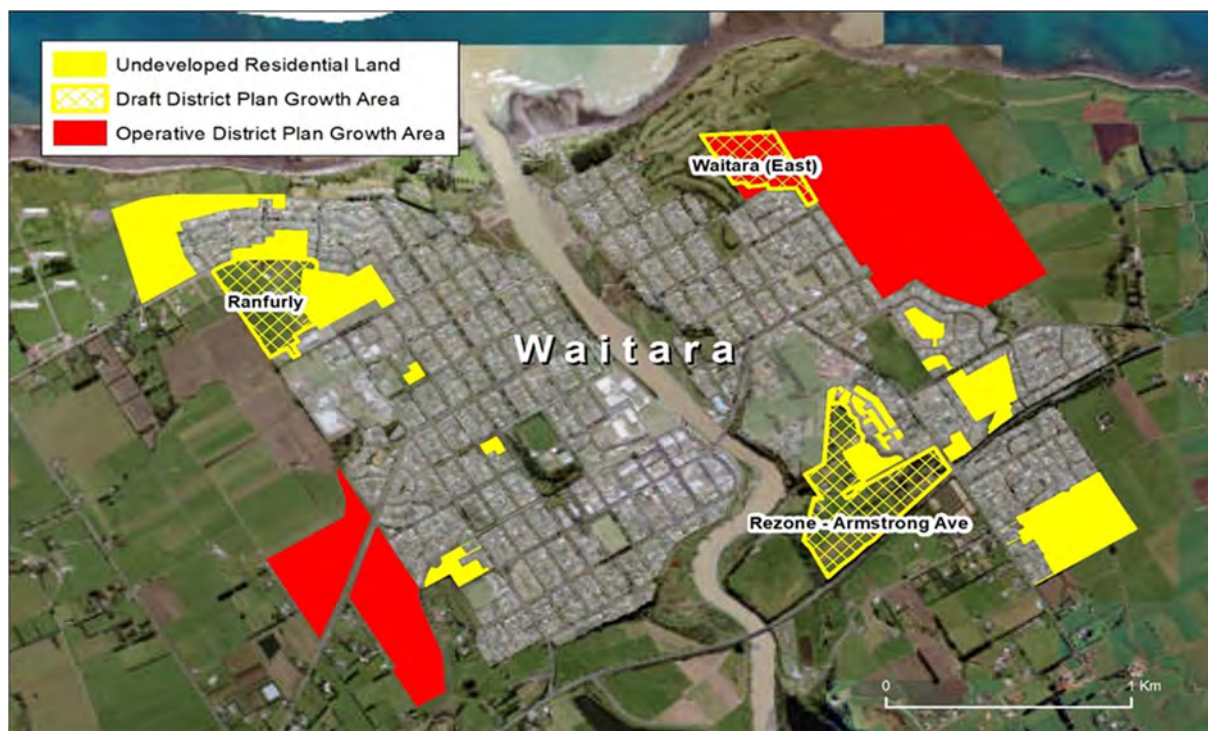 Undeveloped Residential Land
Draft District Plan Growth Area
Operative District Plan Growth Area
Waitara (East)
Ranfurly
Waitara
Rezone - Armstrong Ave
0 1 Km